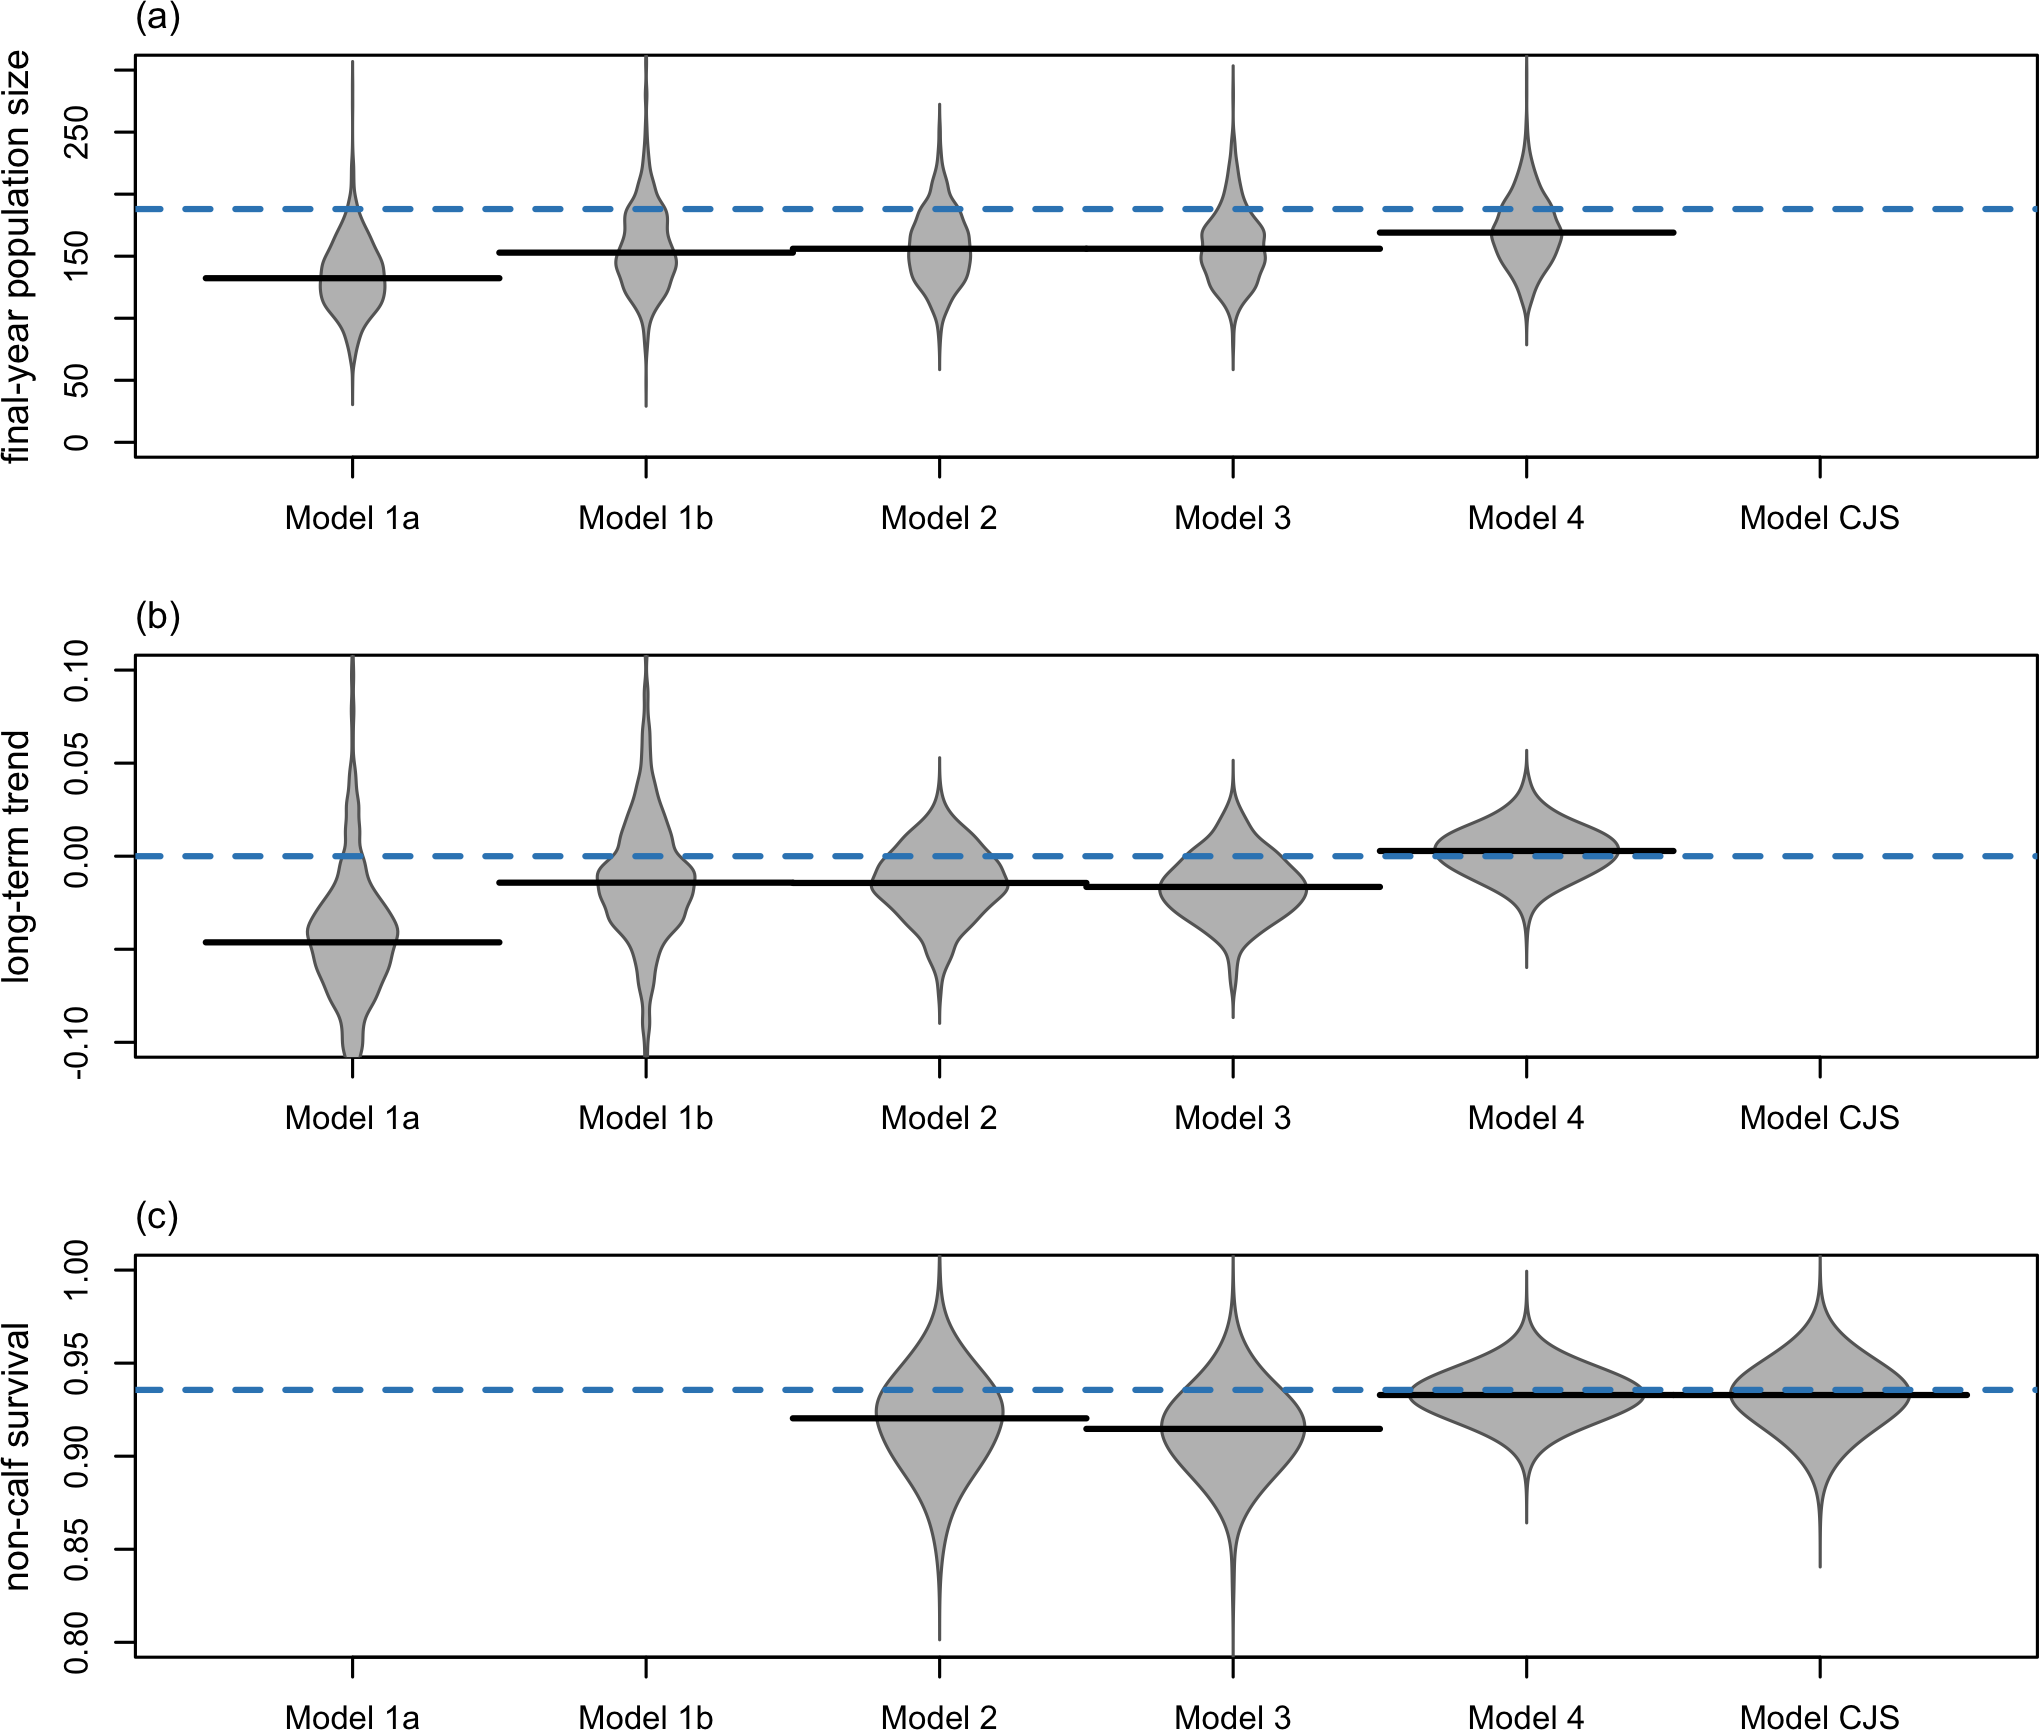 (a)
final-year population size
250
150
50
0
Model 1a Model 1b Model 2 Model 3 Model 4 Model CJS
(b)
long-term trend
0.10
0.05
0.00
-0.10
Model 1a Model 1b Model 2 Model 3 Model 4 Model CJS
(c)
non-calf survival
1.00
0.95
0.90
0.85
0.80
Model 1a Model 1b Model 2 Model 3 Model 4 Model CJS